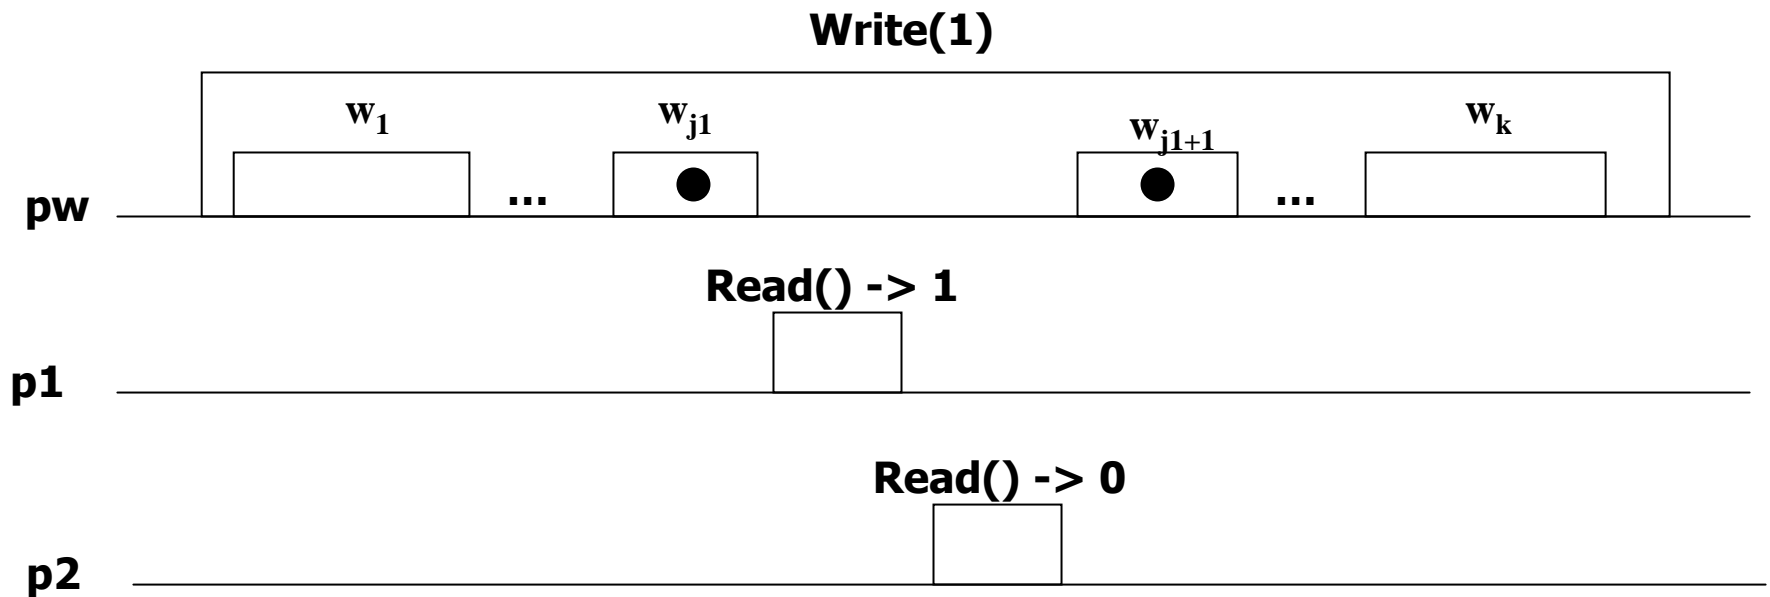 Write(1)
w1 wj1 wj1+1 wk
pw ... ...
Read() -> 1
p1
Read() -> 0
p2